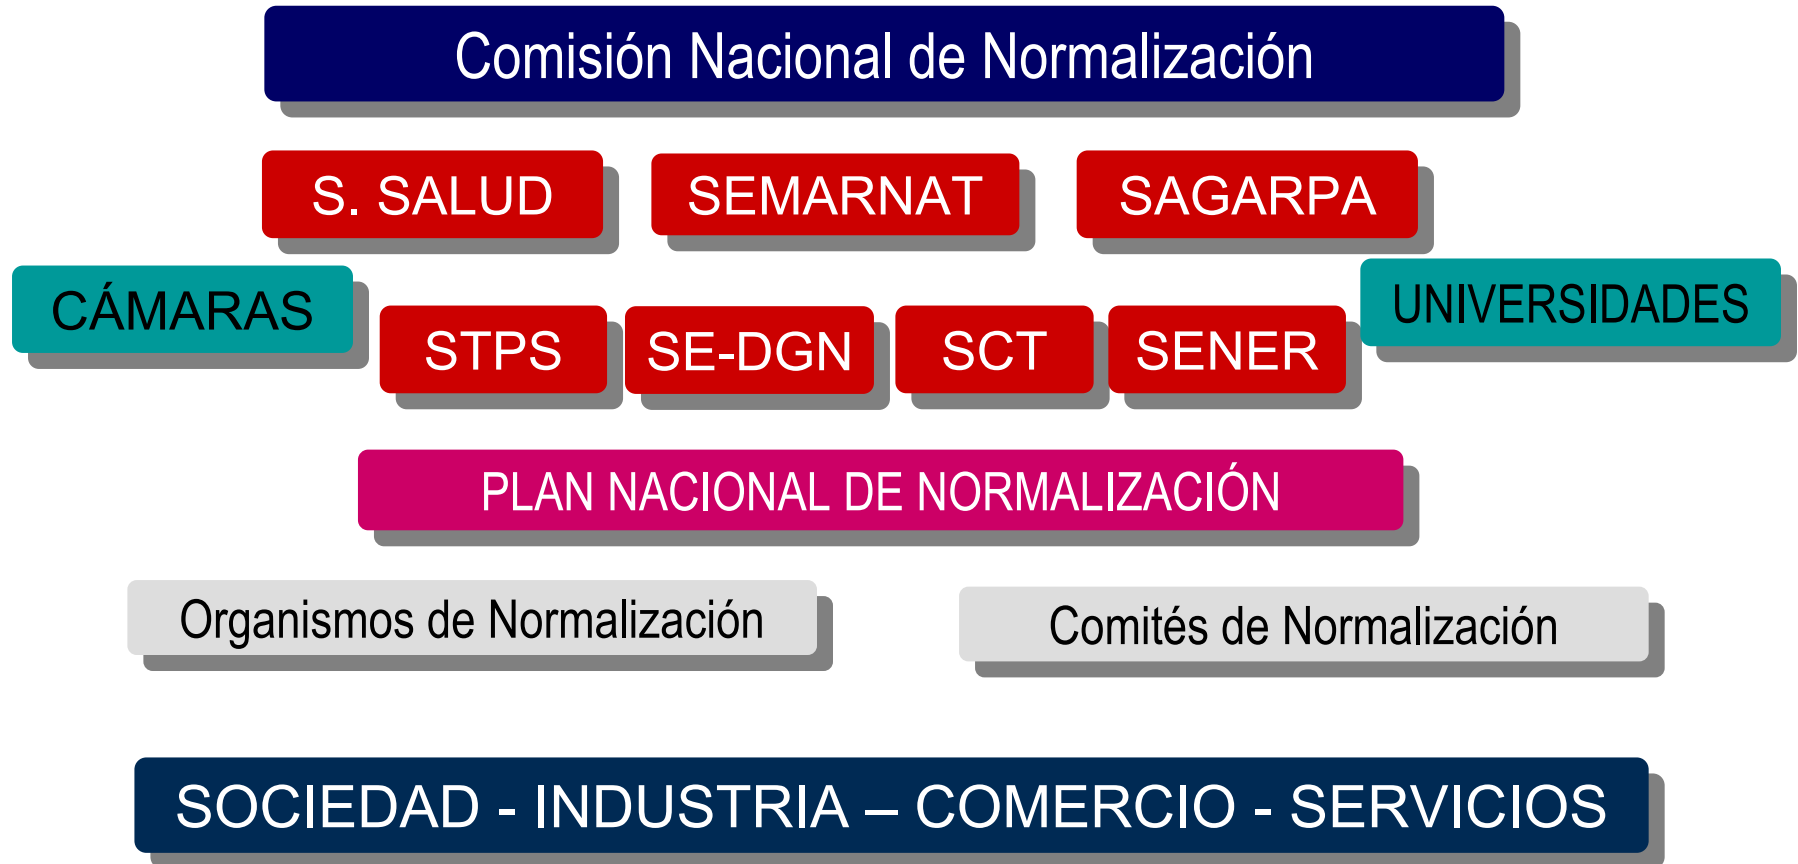 Comisión Nacional de Normalización
S. SALUD
SEMARNAT
SAGARPA
CÁMARAS
UNIVERSIDADES
STPS
SE-DGN
SCT
SENER
PLAN NACIONAL DE NORMALIZACIÓN
Organismos de Normalización
Comités de Normalización
SOCIEDAD - INDUSTRIA – COMERCIO - SERVICIOS